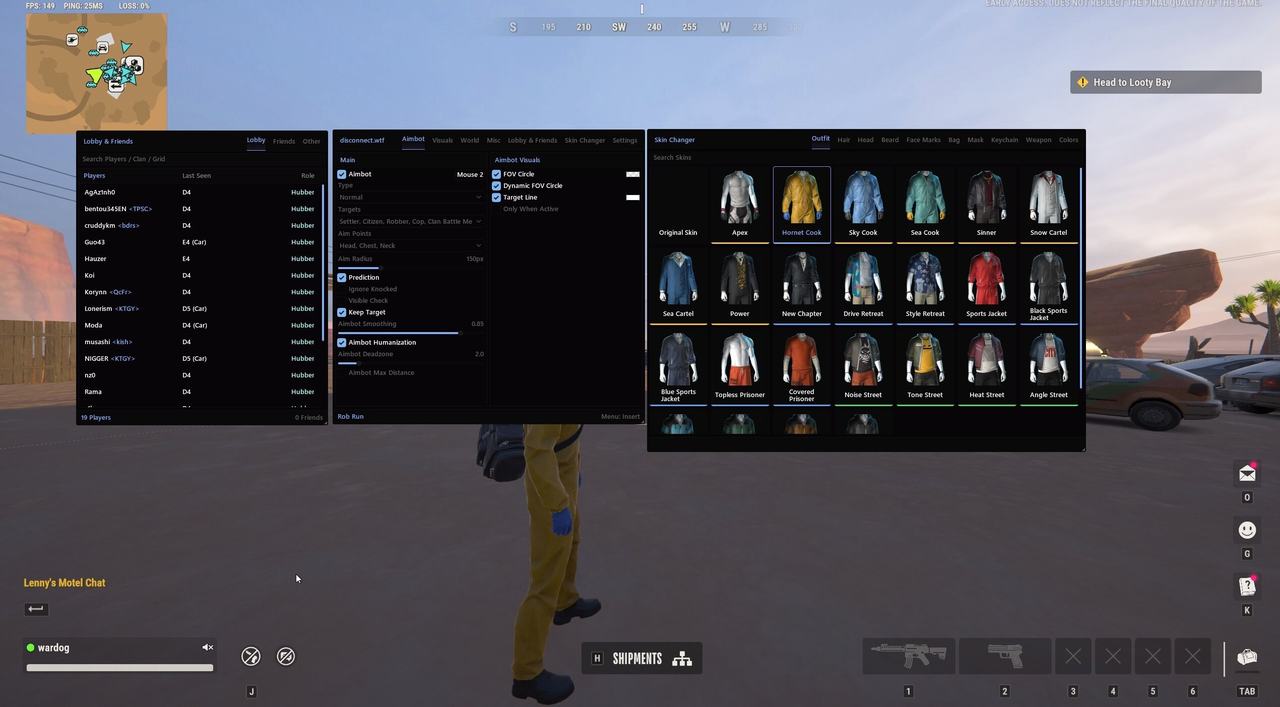 FPS: 149 PING: 25MS LOSS: 0%
EARLY ACCESS. DOES NOT REFLECT THE FINAL QUALITY OF THE GAME.
S 195 210 SW 240 255 W 285
Head to Looty Bay
Lobby & Friends Lobby Friends Other
Search Players / Clan / Grid
Players Last Seen Role
AgAz1nh0 D4 Hubber
bentou345EN <TPSC> D4 Hubber
cruddykm <bdrs> D4 Hubber
Guo43 E4 (Car) Hubber
Hauzer E4 Hubber
Koi D4 Hubber
Korynn <QcFr> D4 Hubber
Lonerism <KTGY> D5 (Car) Hubber
Moda D4 (Car) Hubber
musashi <kish> D4 Hubber
NIGGER <KTGY> D5 (Car) Hubber
nz0 D4 Hubber
Rama D4 Hubber
19 Players 0 Friends
disconnect.wtf Aimbot Visuals World Misc Lobby & Friends Skin Changer Settings
Main
Aimbot Mouse 2
Type
Normal
Targets
Settler, Citizen, Robber, Cop, Clan Battle Me
Aim Points
Head, Chest, Neck
Aim Radius 150px
Prediction
Ignore Knocked
Visible Check
Keep Target
Aimbot Smoothing 0.85
Aimbot Humanization
Aimbot Deadzone 2.0
Aimbot Max Distance
Aimbot Visuals
FOV Circle
Dynamic FOV Circle
Target Line
Only When Active
Rob Run Menu: Insert
Skin Changer Outfit Hair Head Beard Face Marks Bag Mask Keychain Weapon Colors
Search Skins
Original Skin Apex Hornet Cook Sky Cook Sea Cook Sinner Snow Cartel
Sea Cartel Power New Chapter Drive Retreat Style Retreat Sports Jacket Black Sports
Jacket
Blue Sports
Jacket
Topless Prisoner
Covered
Prisoner
Noise Street Tone Street Heat Street Angle Street
Lenny's Motel Chat
wardog
J
H SHIPMENTS
O
G
K
1 2 3 4 5 6 TAB